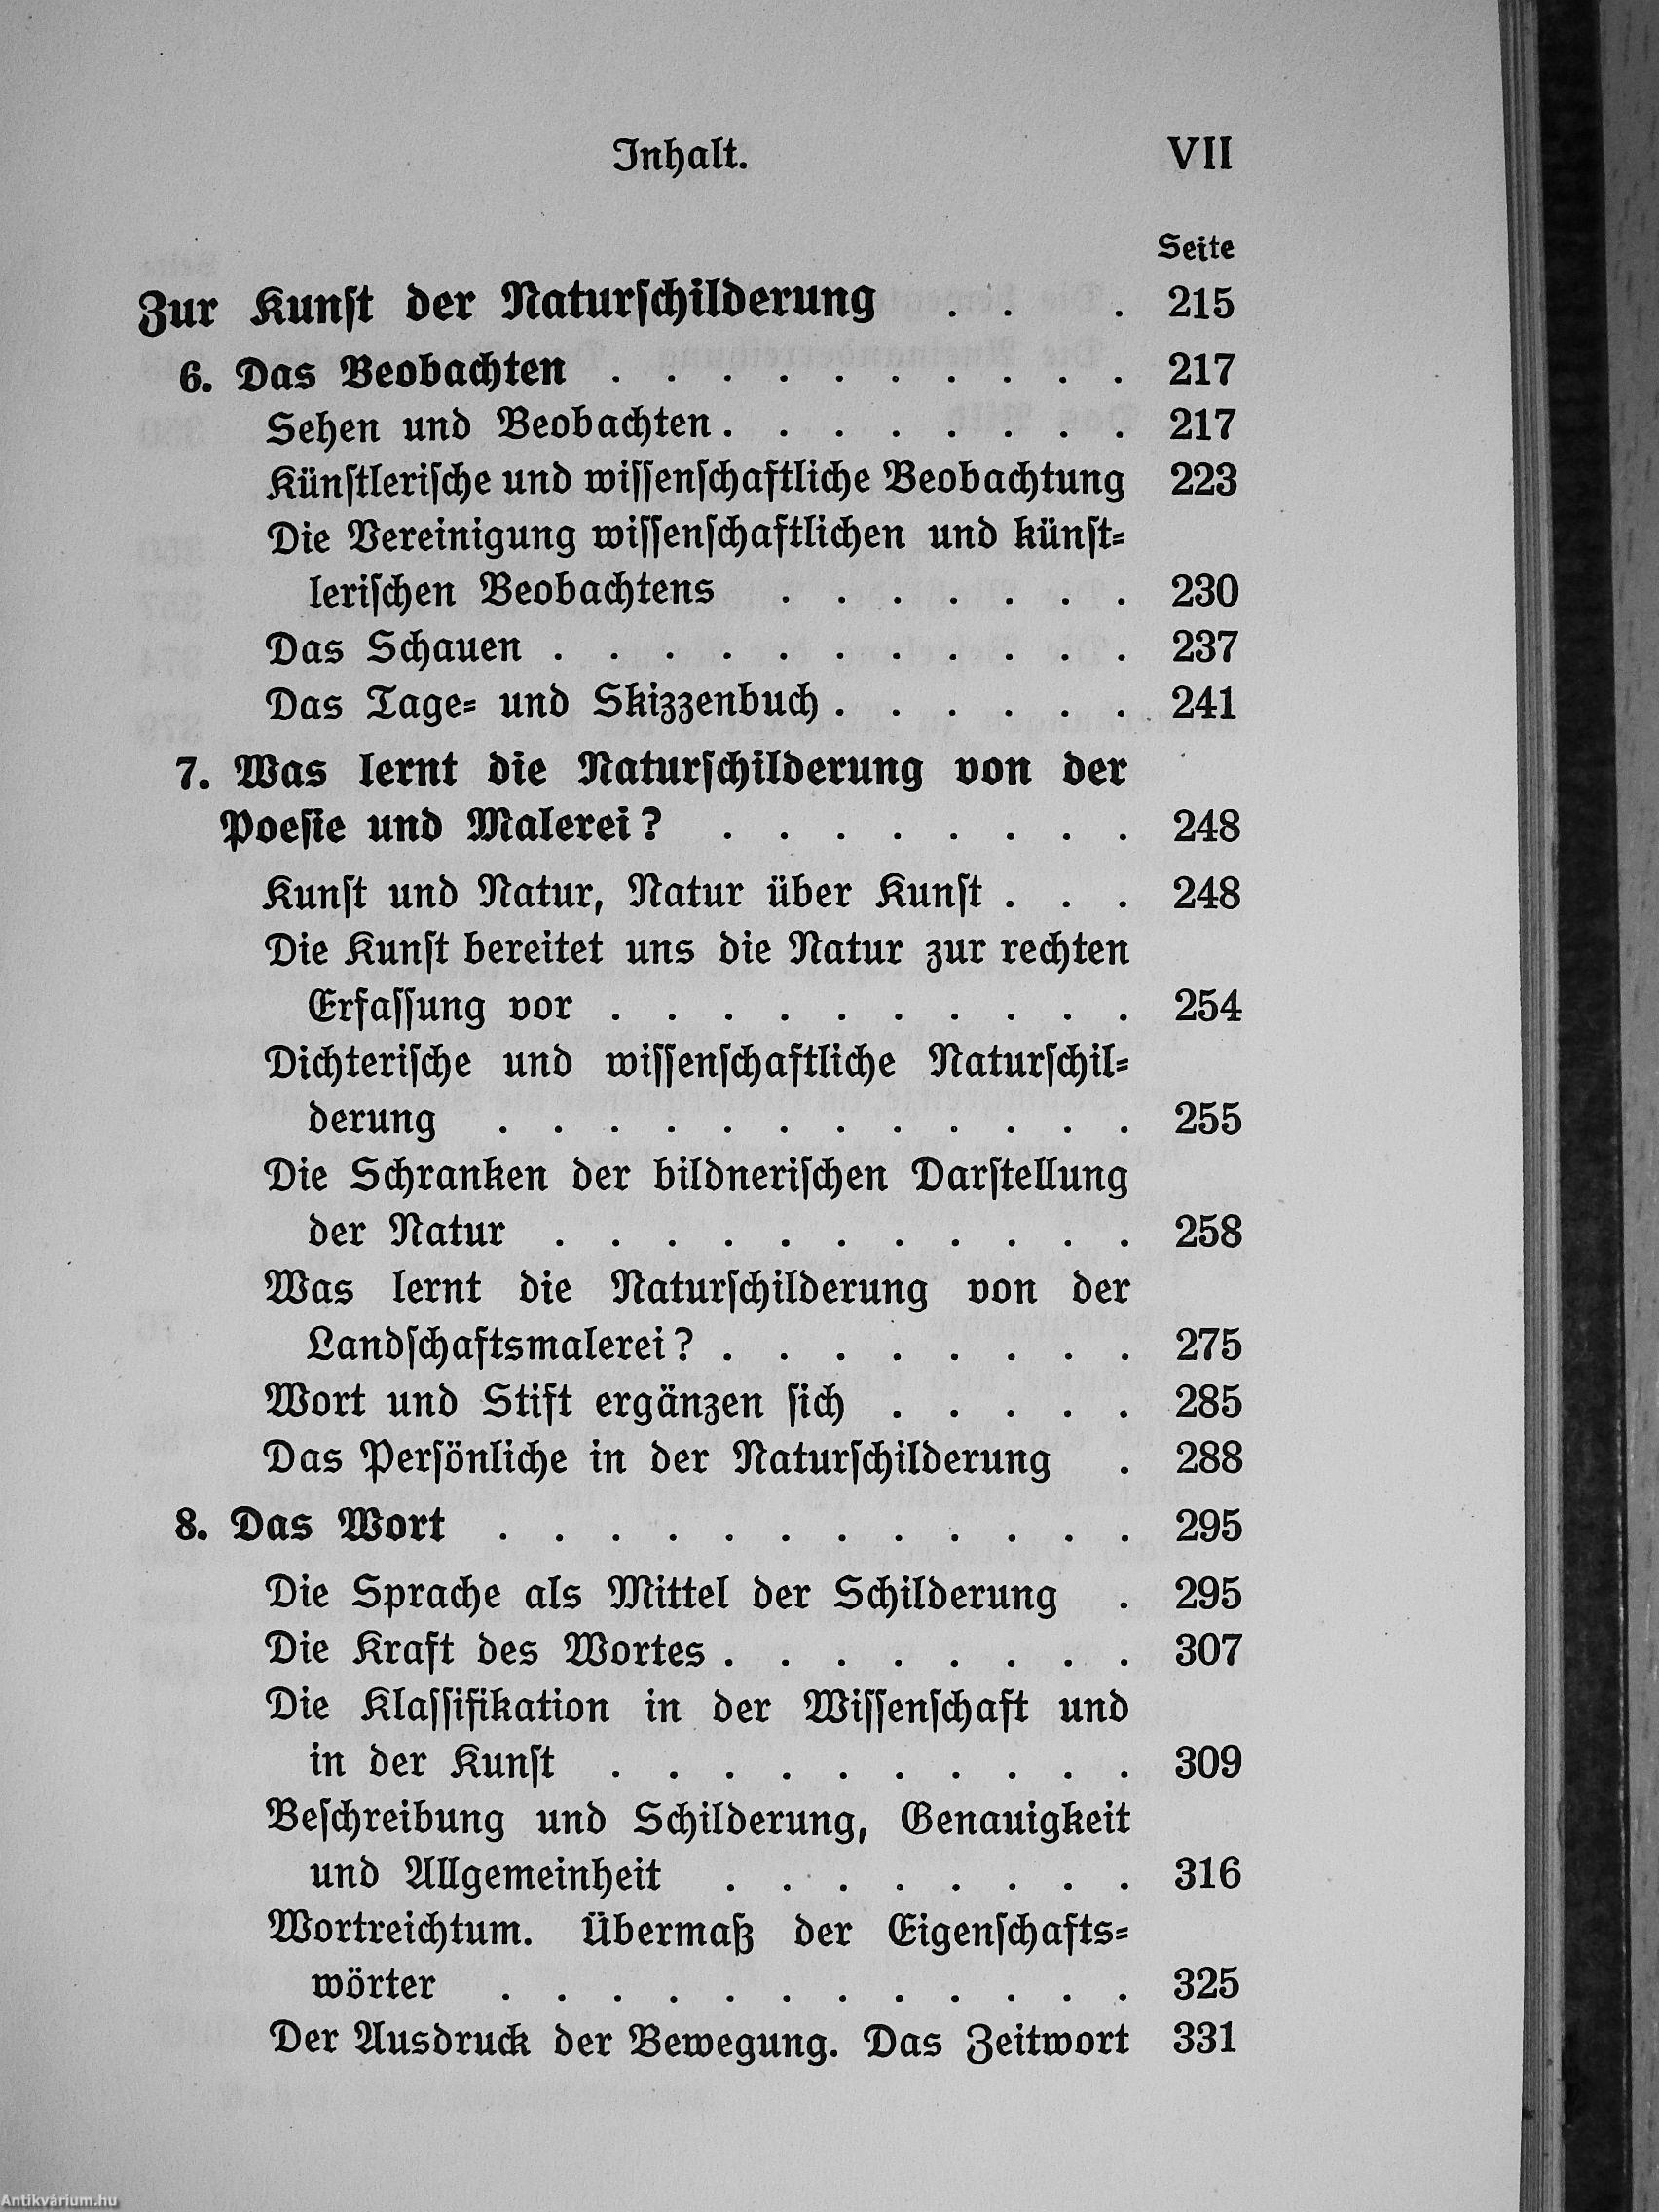 Inhalt. VII
Seite
Zur Kunst der Naturschilderung . . . 215
6. Das Beobachten . . . . . . . . . . 217
Sehen und Beobachten . . . . . . . . 217
Künstlerische und wissenschaftliche Beobachtung 223
Die Vereinigung wissenschaftlichen und künst-
lerischen Beobachtens . . . . . . . 230
Das Schauen . . . . . . . . . . . 237
Das Tage- und Skizzenbuch . . . . . . 241
7. Was lernt die Naturschilderung von der
Poesie und Malerei? . . . . . . . . 248
Kunst und Natur, Natur über Kunst . . . 248
Die Kunst bereitet uns die Natur zur rechten
Erfassung vor . . . . . . . . . . 254
Dichterische und wissenschaftliche Naturschil-
derung . . . . . . . . . . . . 255
Die Schranken der bildnerischen Darstellung
der Natur . . . . . . . . . . . 258
Was lernt die Naturschilderung von der
Landschaftsmalerei? . . . . . . . . 275
Wort und Stift ergänzen sich . . . . . 285
Das Persönliche in der Naturschilderung . 288
8. Das Wort . . . . . . . . . . . . 295
Die Sprache als Mittel der Schilderung . 295
Die Kraft des Wortes . . . . . . . . 307
Die Klassifikation in der Wissenschaft und
in der Kunst . . . . . . . . . . 309
Beschreibung und Schilderung, Genauigkeit
und Allgemeinheit . . . . . . . . 316
Wortreichtum. Übermaß der Eigenschafts-
wörter . . . . . . . . . . . . 325
Der Ausdruck der Bewegung. Das Zeitwort 331
Antikvárium.hu